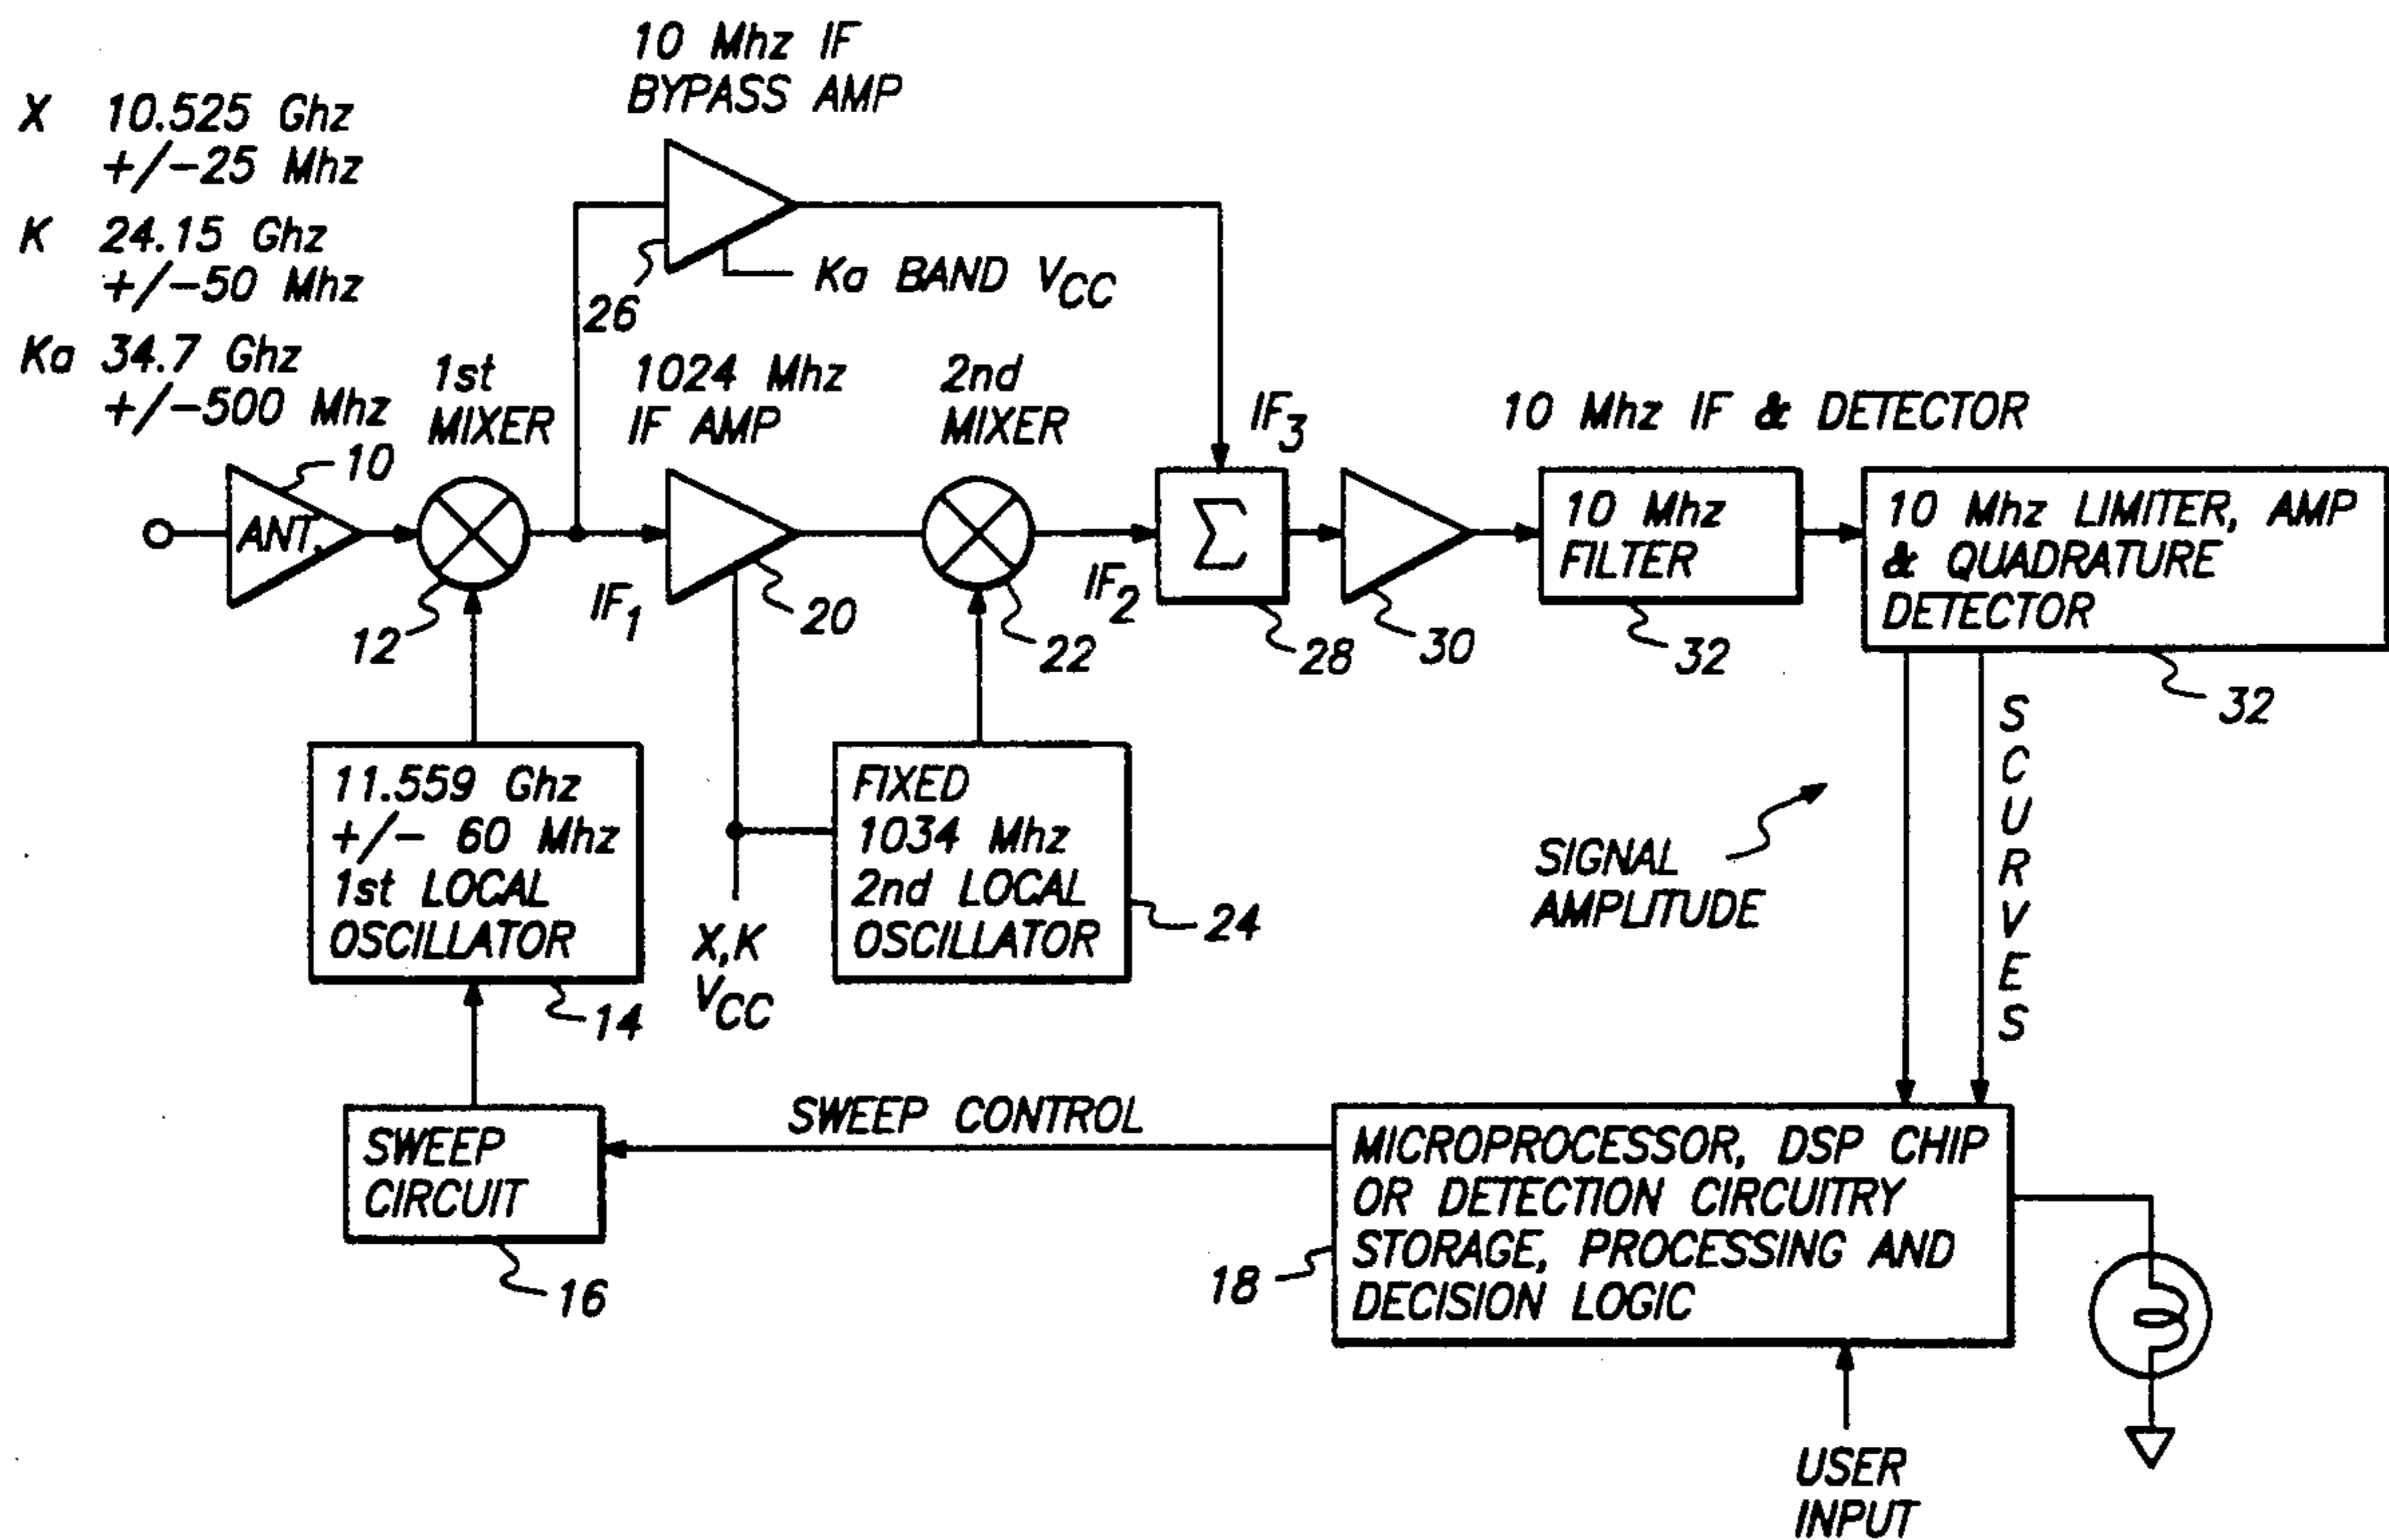 10 Mhz IF
BYPASS AMP
X 10.525 Ghz
+/-25 Mhz
K 24.15 Ghz
+/-50 Mhz
Ka 34.7 Ghz
+/-500 Mhz
Ka BAND VCC
26
1st
MIXER
1024 Mhz
IF AMP
2nd
MIXER
IF3
10 Mhz IF & DETECTOR
10
ANT.
12
IF1
20
22
IF2
Σ
28
30
10 Mhz
FILTER
32
10 Mhz LIMITER, AMP
& QUADRATURE
DETECTOR
32
11.559 Ghz
+/- 60 Mhz
1st LOCAL
OSCILLATOR
14
X,K
VCC
FIXED
1034 Mhz
2nd LOCAL
OSCILLATOR
24
SIGNAL
AMPLITUDE
S CURVES
SWEEP
CIRCUIT
16
SWEEP CONTROL
MICROPROCESSOR, DSP CHIP
OR DETECTION CIRCUITRY
STORAGE, PROCESSING AND
DECISION LOGIC
18
USER
INPUT